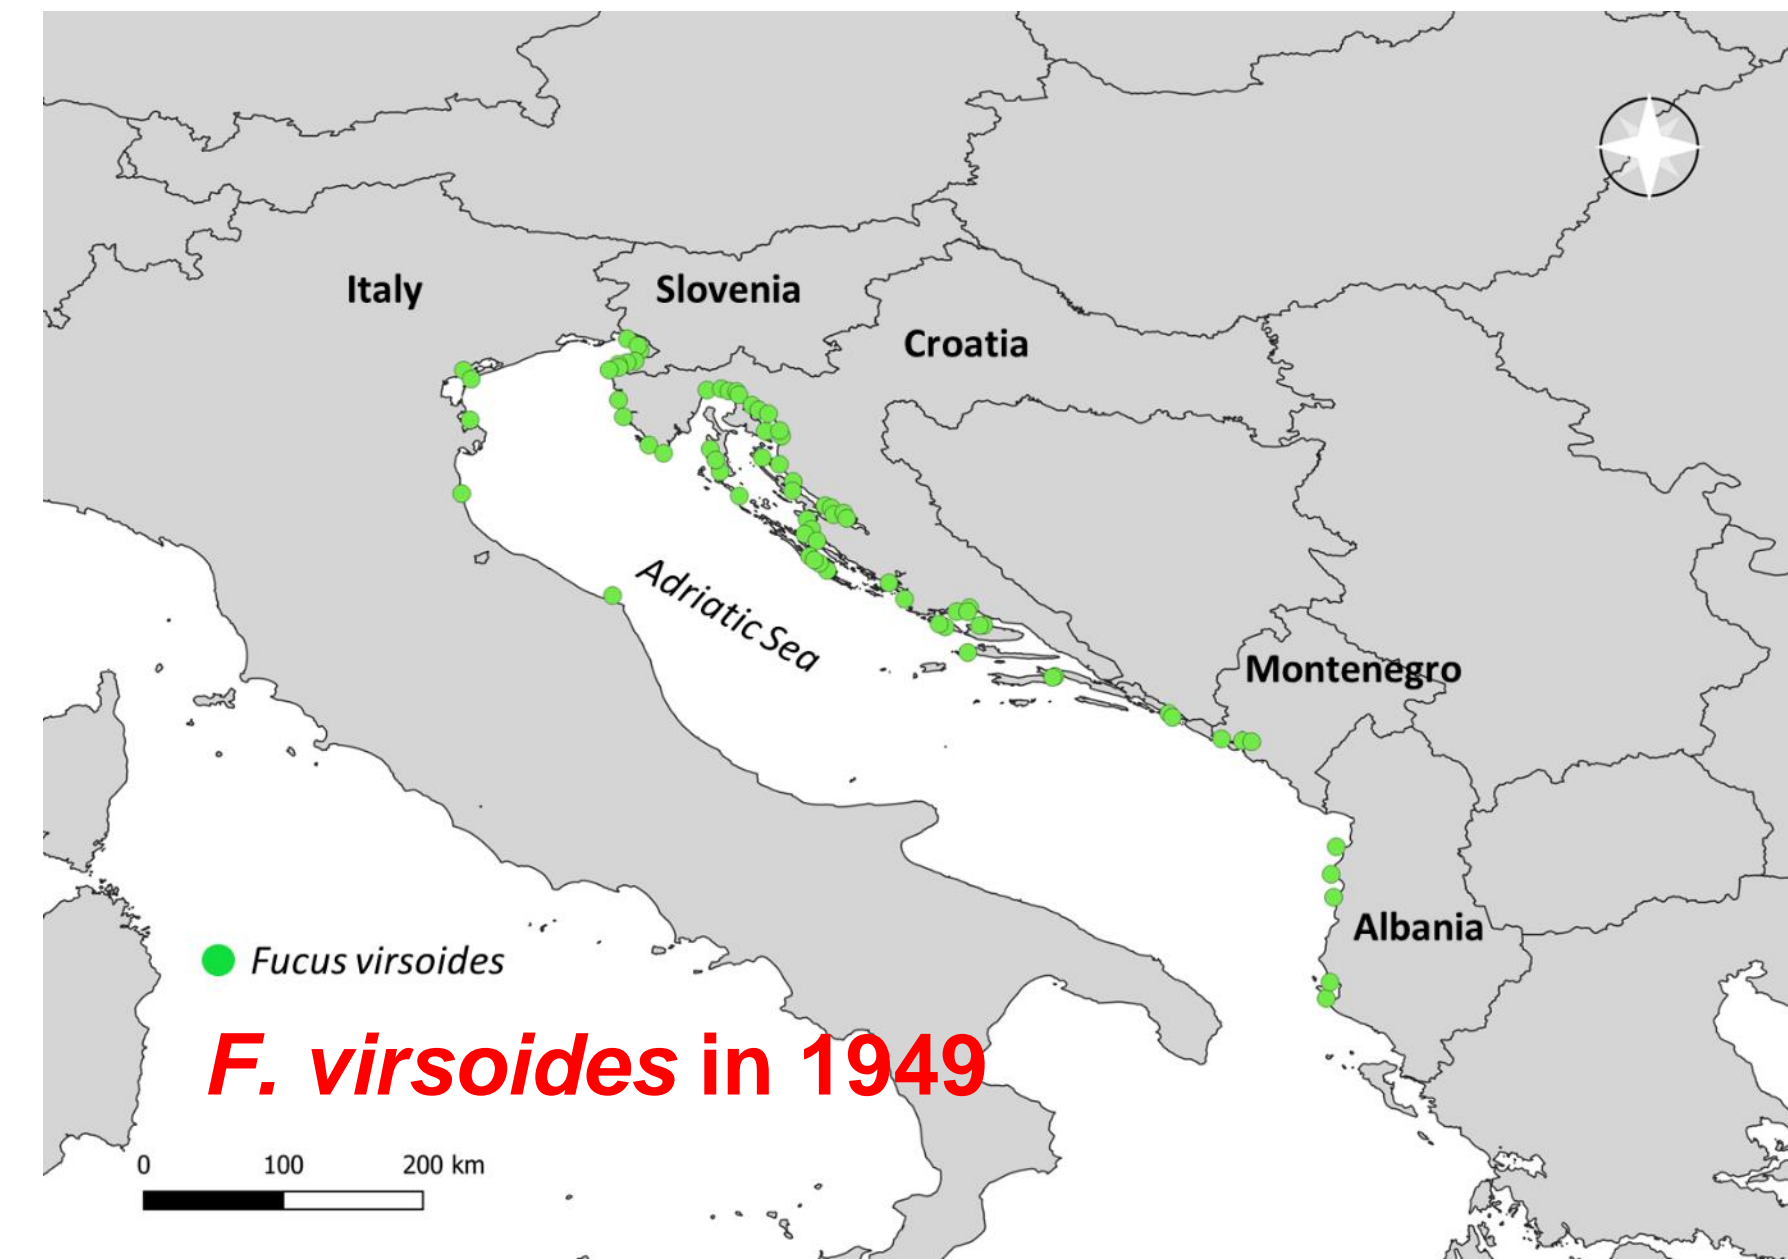 Italy
Slovenia
Croatia
Adriatic Sea
Montenegro
Albania
Fucus virsoides
F. virsoides in 1949
0 100 200 km